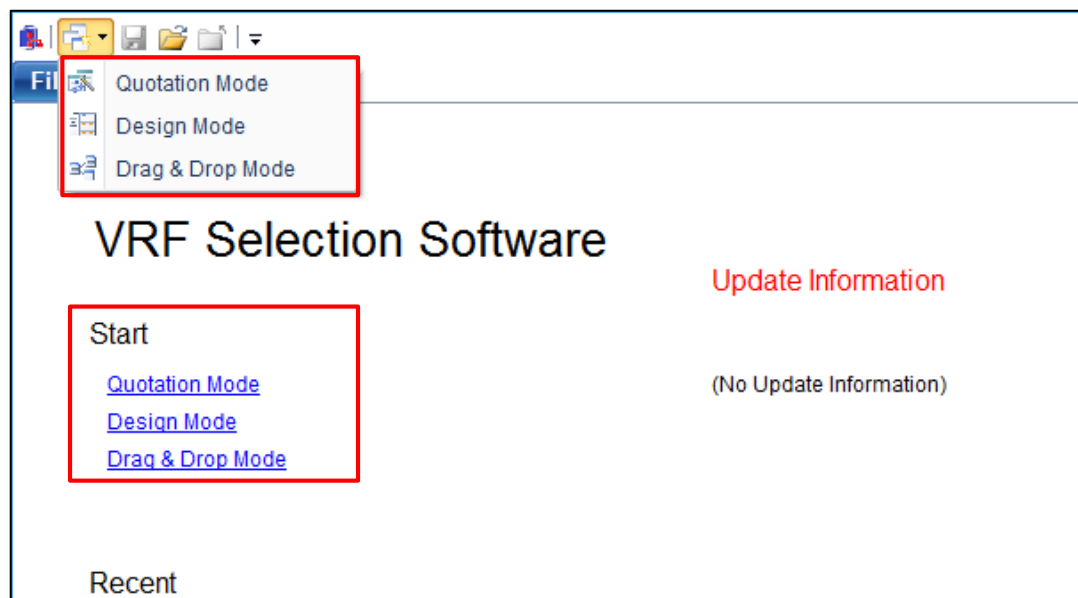 Fil
Quotation Mode
Design Mode
Drag & Drop Mode
VRF Selection Software
Update Information
Start
Quotation Mode
(No Update Information)
Design Mode
Drag & Drop Mode
Recent